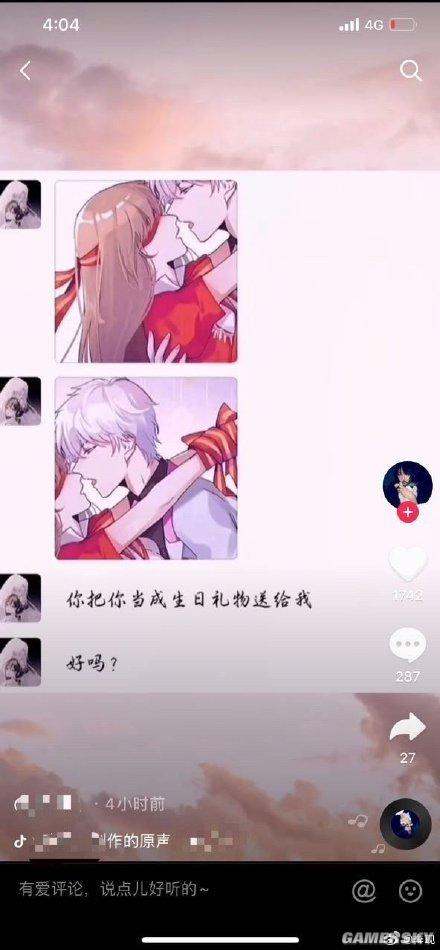 4:04
4G
你把你当成生日礼物送给我
好吗？
1742
287
27
· 4小时前
作的原声
有爱评论，说点儿好听的~
@
GAMERSKY